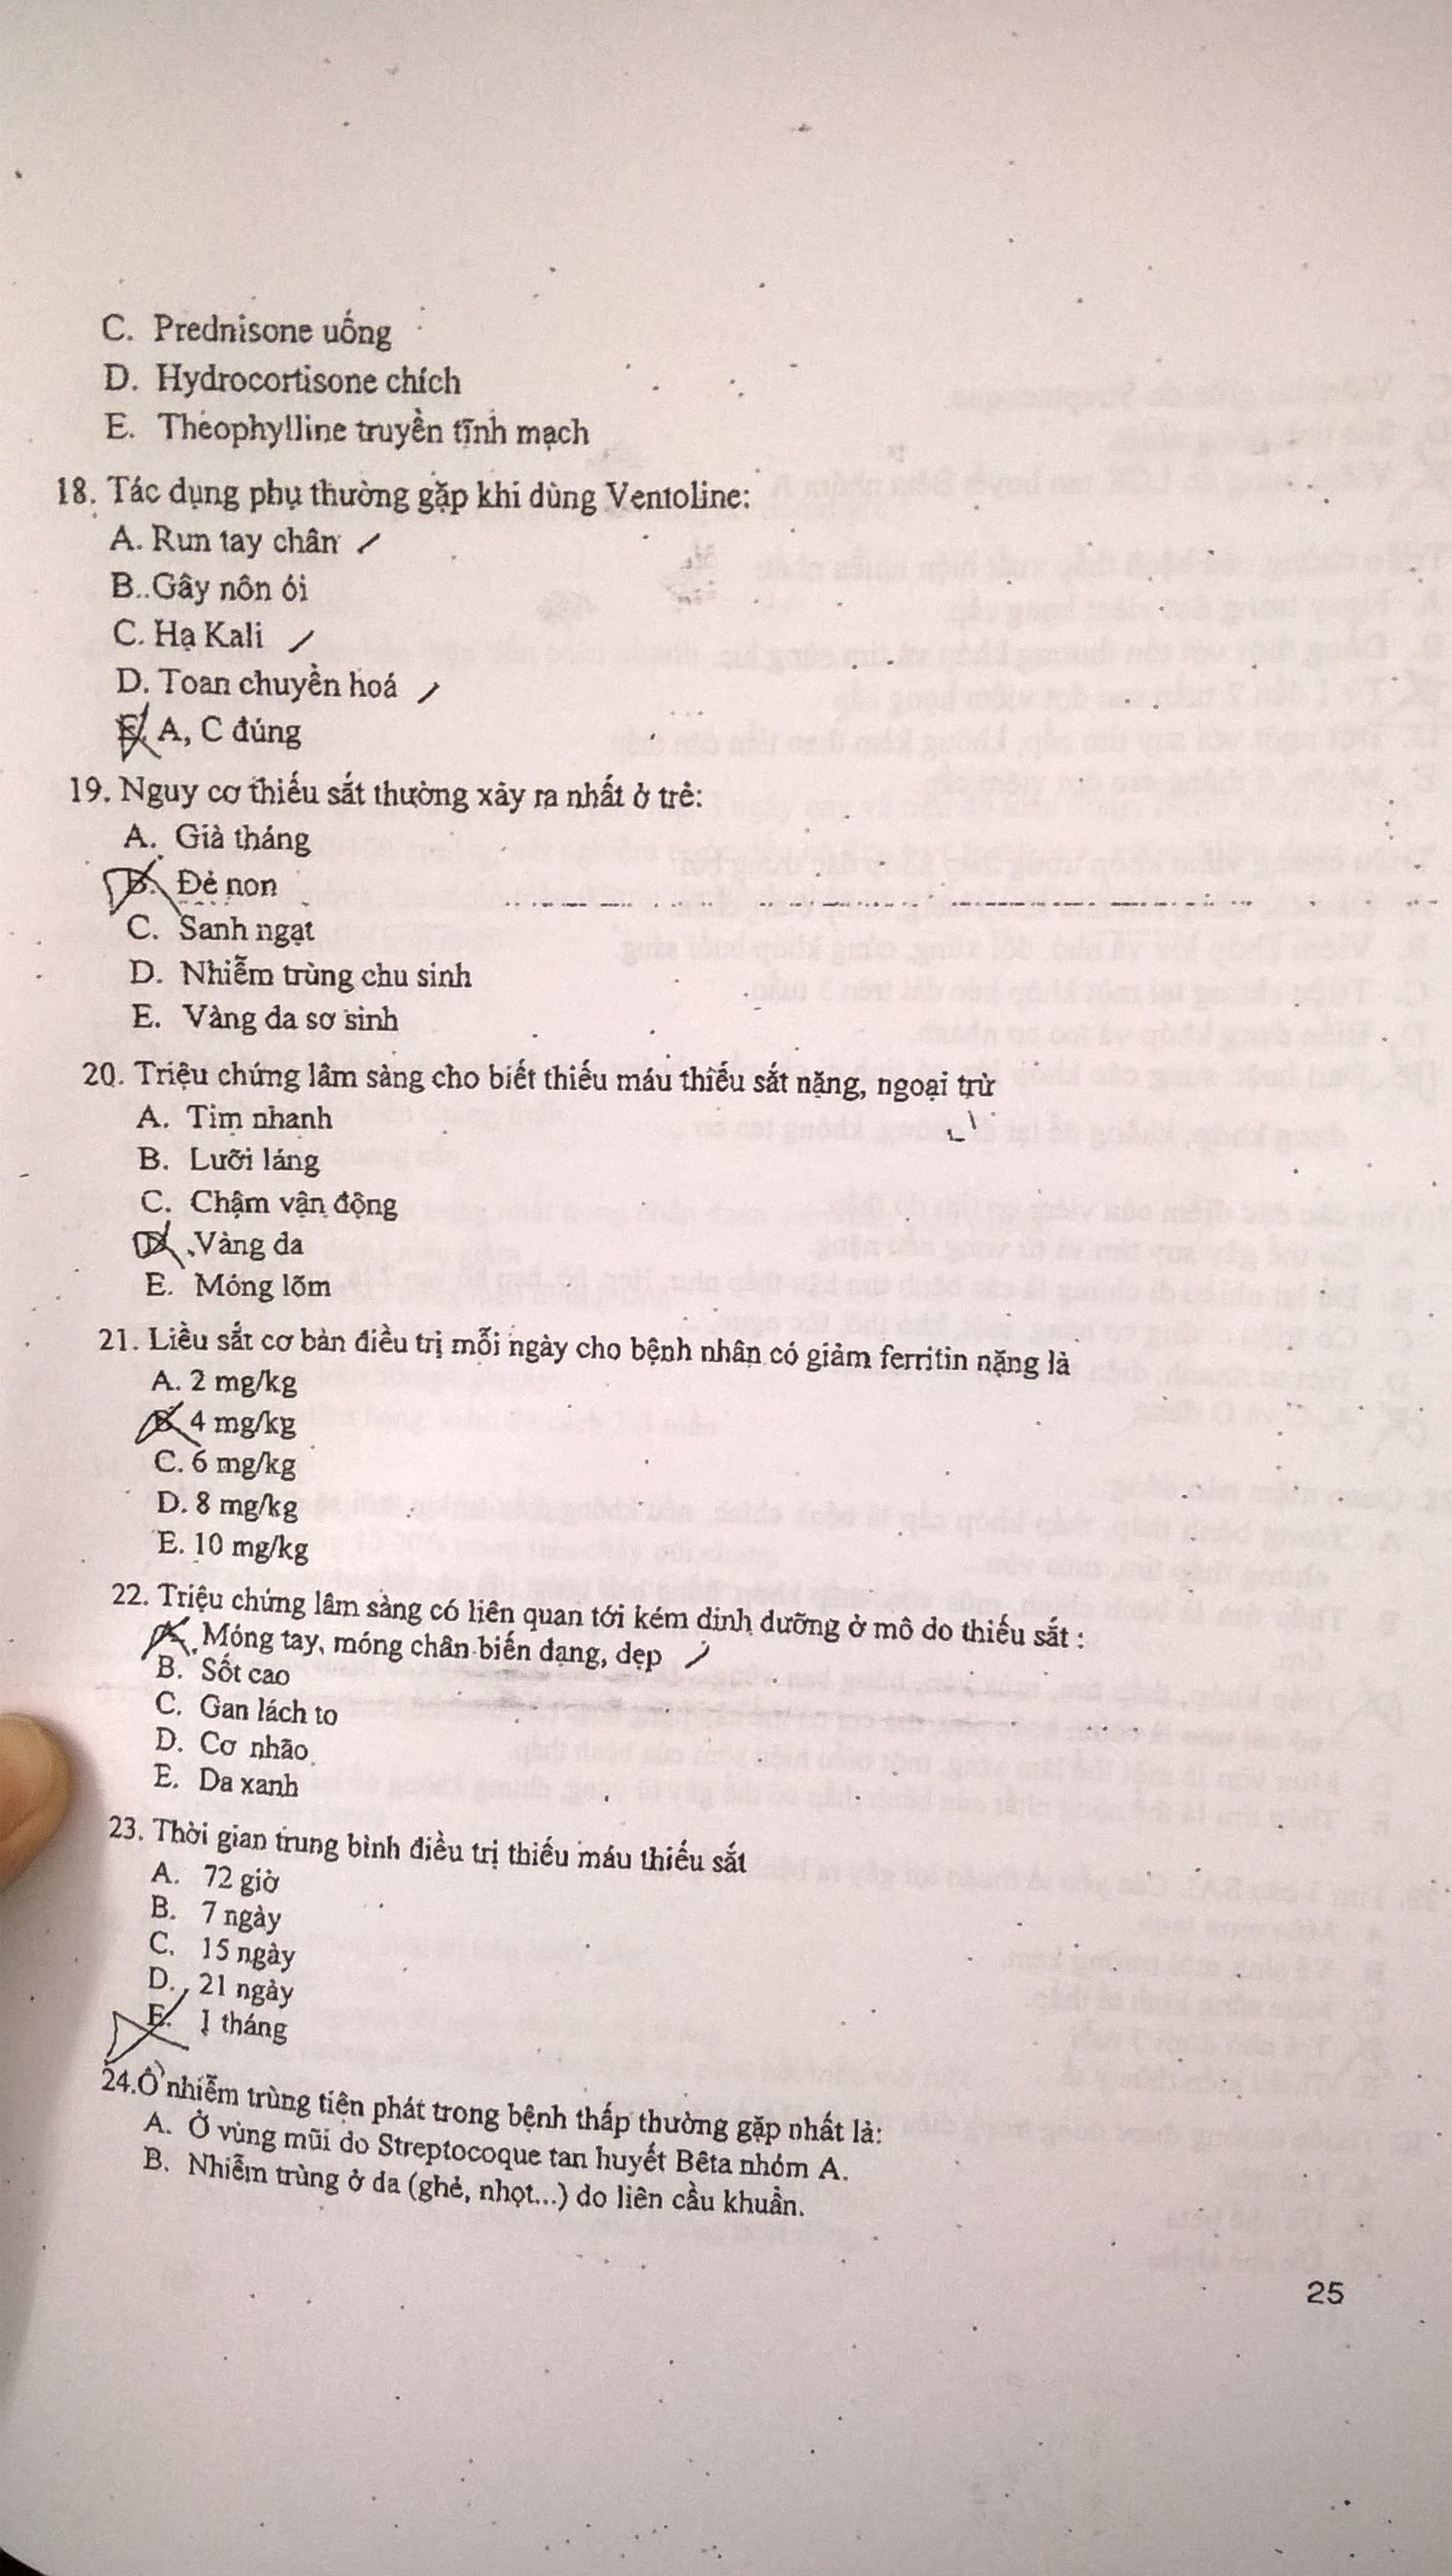 C. Prednisone uống
D. Hydrocortisone chích
E. Theophylline truyền tĩnh mạch
18. Tác dụng phụ thường gặp khi dùng Ventoline:
A. Run tay chân
B..Gây nôn ói
C. Hạ Kali
D. Toan chuyển hoá
E. A, C đúng
19. Nguy cơ thiếu sắt thường xảy ra nhất ở trẻ:
A. Già tháng
B. Đẻ non
C. Sanh ngạt
D. Nhiễm trùng chu sinh
E. Vàng da sơ sinh
20. Triệu chứng lâm sàng cho biết thiếu máu thiếu sắt nặng, ngoại trừ
A. Tim nhanh
B. Lưỡi láng
C. Chậm vận động
D. Vàng da
E. Móng lõm
21. Liều sắt cơ bản điều trị mỗi ngày cho bệnh nhân có giảm ferritin nặng là
A. 2 mg/kg
B. 4 mg/kg
C. 6 mg/kg
D. 8 mg/kg
E. 10 mg/kg
22. Triệu chứng lâm sàng có liên quan tới kém dinh dưỡng ở mô do thiếu sắt :
A. Móng tay, móng chân biến dạng, dẹp
B. Sốt cao
C. Gan lách to
D. Cơ nhão
E. Da xanh
23. Thời gian trung bình điều trị thiếu máu thiếu sắt
A. 72 giờ
B. 7 ngày
C. 15 ngày
D. 21 ngày
E. 1 tháng
24.Ổ nhiễm trùng tiên phát trong bệnh thấp thường gặp nhất là:
A. Ở vùng mũi do Streptocoque tan huyết Bêta nhóm A.
B. Nhiễm trùng ở da (ghẻ, nhọt...) do liên cầu khuẩn.
25